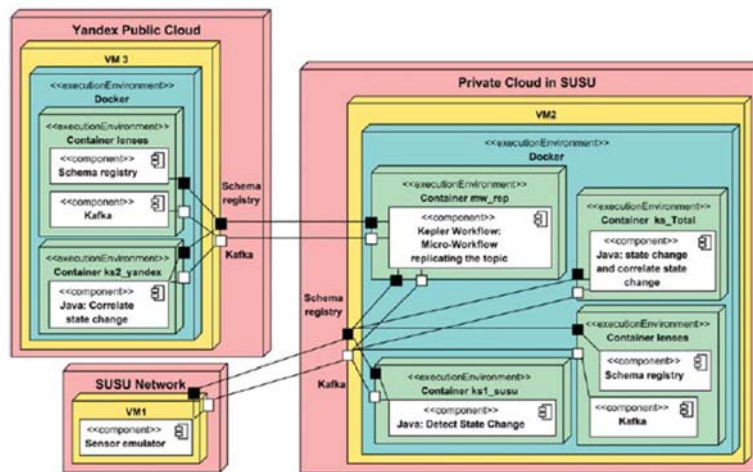 Yandex Public Cloud
VM 3
<<executionEnvironment>>
Docker
<<executionEnvironment>>
Container lenses
<<component>>
Schema registry
<<component>>
Kafka
<<executionEnvironment>>
Container ks2_yandex
<<component>>
Java: Correlate
state change
Schema
registry
Kafka
SUSU Network
VM1
<<component>>
Sensor emulator
Private Cloud in SUSU
VM2
<<executionEnvironment>>
Docker
<<executionEnvironment>>
Container mw_rep
<<component>>
Kepler Workflow:
Micro-Workflow
replicating the topic
<<executionEnvironment>>
Container ks_Total
<<component>>
Java: state change
and correlate state
change
Schema
registry
Kafka
<<executionEnvironment>>
Container ks1_susu
<<component>>
Java: Detect State Change
<<executionEnvironment>>
Container lenses
<<component>>
Schema registry
<<component>>
Kafka